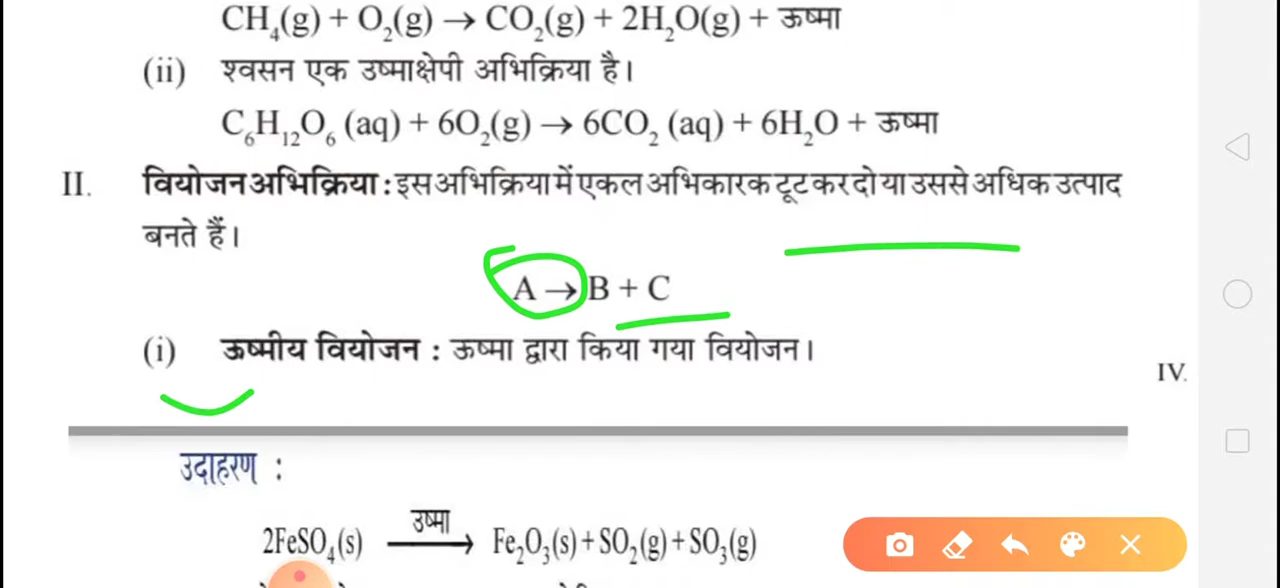 CH₄(g) + O₂(g) → CO₂(g) + 2H₂O(g) + ऊष्मा
(ii) श्वसन एक उष्माक्षेपी अभिक्रिया है।
C₆H₁₂O₆ (aq) + 6O₂(g) → 6CO₂ (aq) + 6H₂O + ऊष्मा
II. वियोजन अभिक्रिया : इस अभिक्रिया में एकल अभिकारक टूट कर दो या उससे अधिक उत्पाद
बनते हैं।
A → B + C
(i) ऊष्मीय वियोजन : ऊष्मा द्वारा किया गया वियोजन।
IV.
उदाहरण :
उष्मा
2FeSO₄(s) → Fe₂O₃(s) + SO₂(g) + SO₃(g)